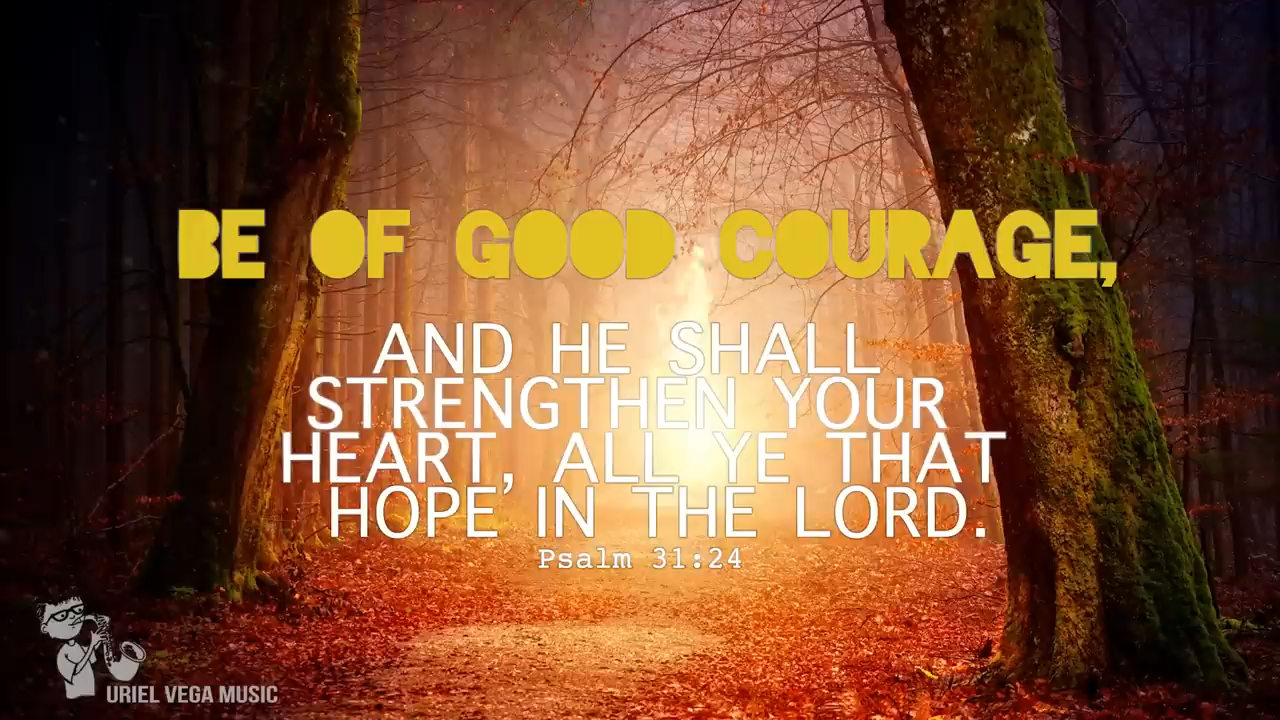 BE OF GOOD COURAGE,
AND HE SHALL
STRENGTHEN YOUR
HEART, ALL YE THAT
HOPE IN THE LORD.
Psalm 31:24
URIEL VEGA MUSIC